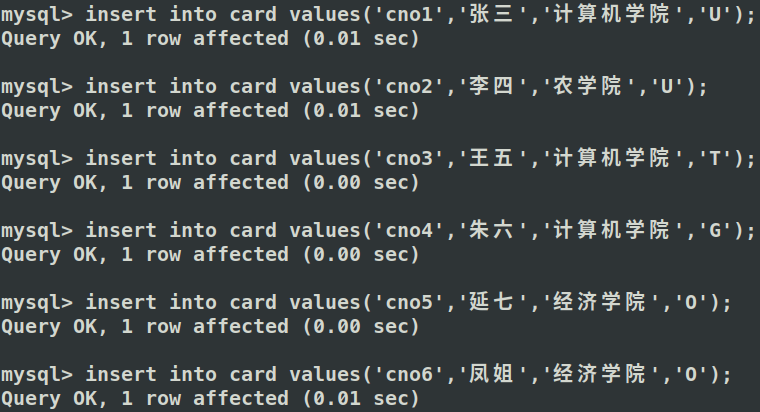 mysql> insert into card values('cno1','张三','计算机学院','U');
Query OK, 1 row affected (0.01 sec)
mysql> insert into card values('cno2','李四','农学院','U');
Query OK, 1 row affected (0.01 sec)
mysql> insert into card values('cno3','王五','计算机学院','T');
Query OK, 1 row affected (0.00 sec)
mysql> insert into card values('cno4','朱六','计算机学院','G');
Query OK, 1 row affected (0.00 sec)
mysql> insert into card values('cno5','延七','经济学院','O');
Query OK, 1 row affected (0.00 sec)
mysql> insert into card values('cno6','凤姐','经济学院','O');
Query OK, 1 row affected (0.01 sec)